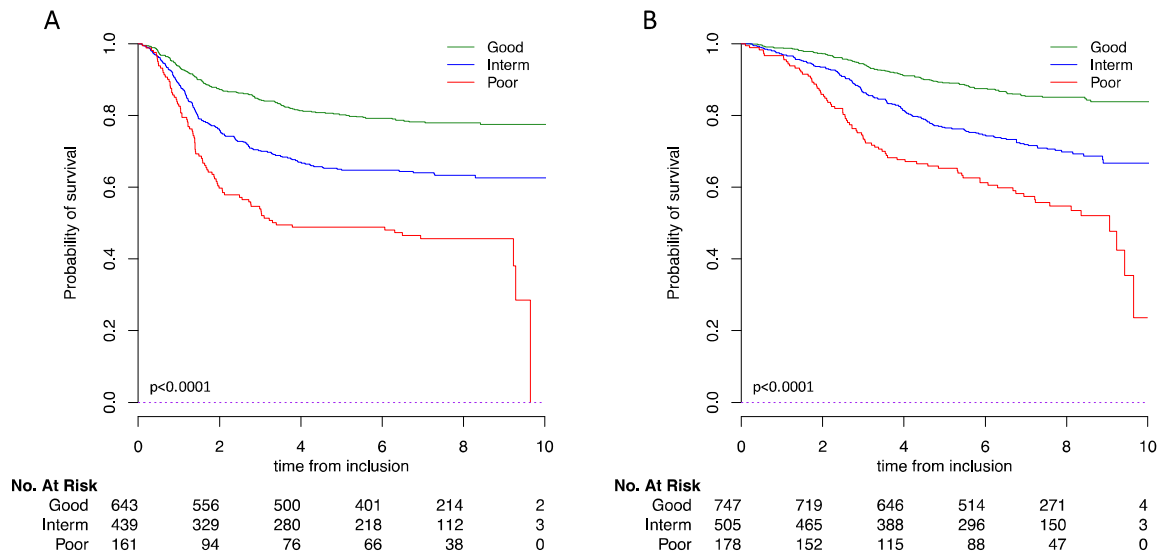 A
Probability of survival
1.0
0.8
0.6
0.4
0.2
0.0
Good
Interm
Poor
p<0.0001
0 2 4 6 8 10
time from inclusion
No. At Risk
Good 643 556 500 401 214 2
Interm 439 329 280 218 112 3
Poor 161 94 76 66 38 0
B
Probability of survival
1.0
0.8
0.6
0.4
0.2
0.0
Good
Interm
Poor
p<0.0001
0 2 4 6 8 10
time from inclusion
No. At Risk
Good 747 719 646 514 271 4
Interm 505 465 388 296 150 3
Poor 178 152 115 88 47 0